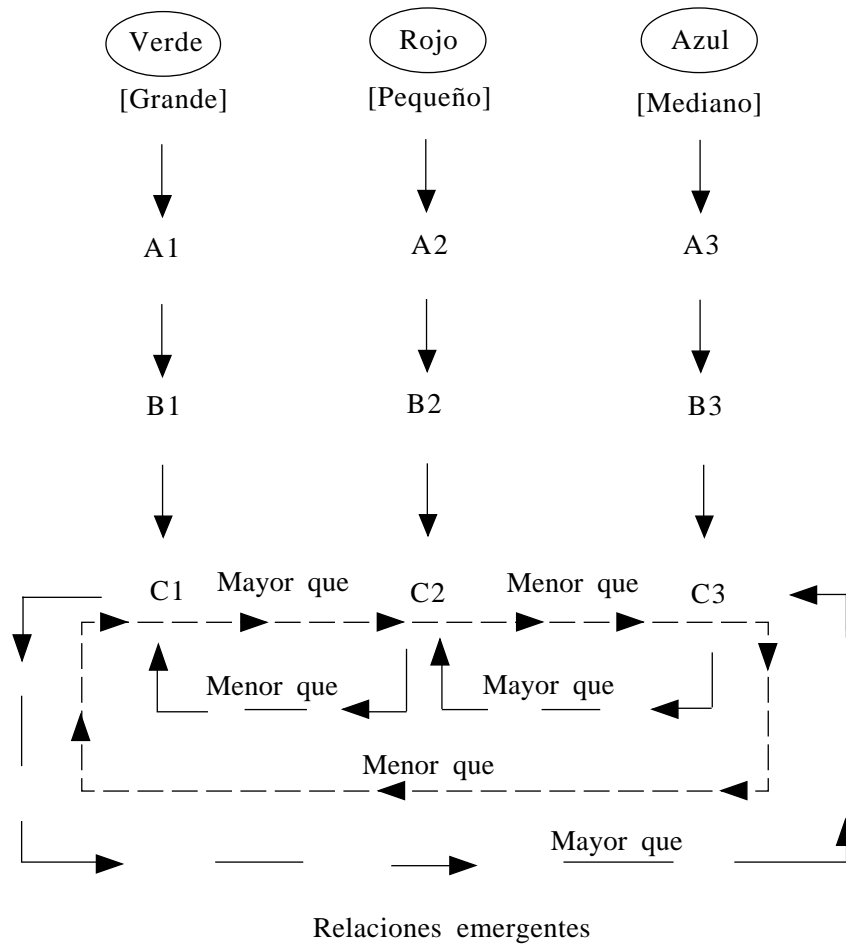 Verde Rojo Azul
[Grande] [Pequeño] [Mediano]
A1 A2 A3
B1 B2 B3
C1 Mayor que C2 Menor que C3
Menor que Mayor que
Menor que
Mayor que
Relaciones emergentes